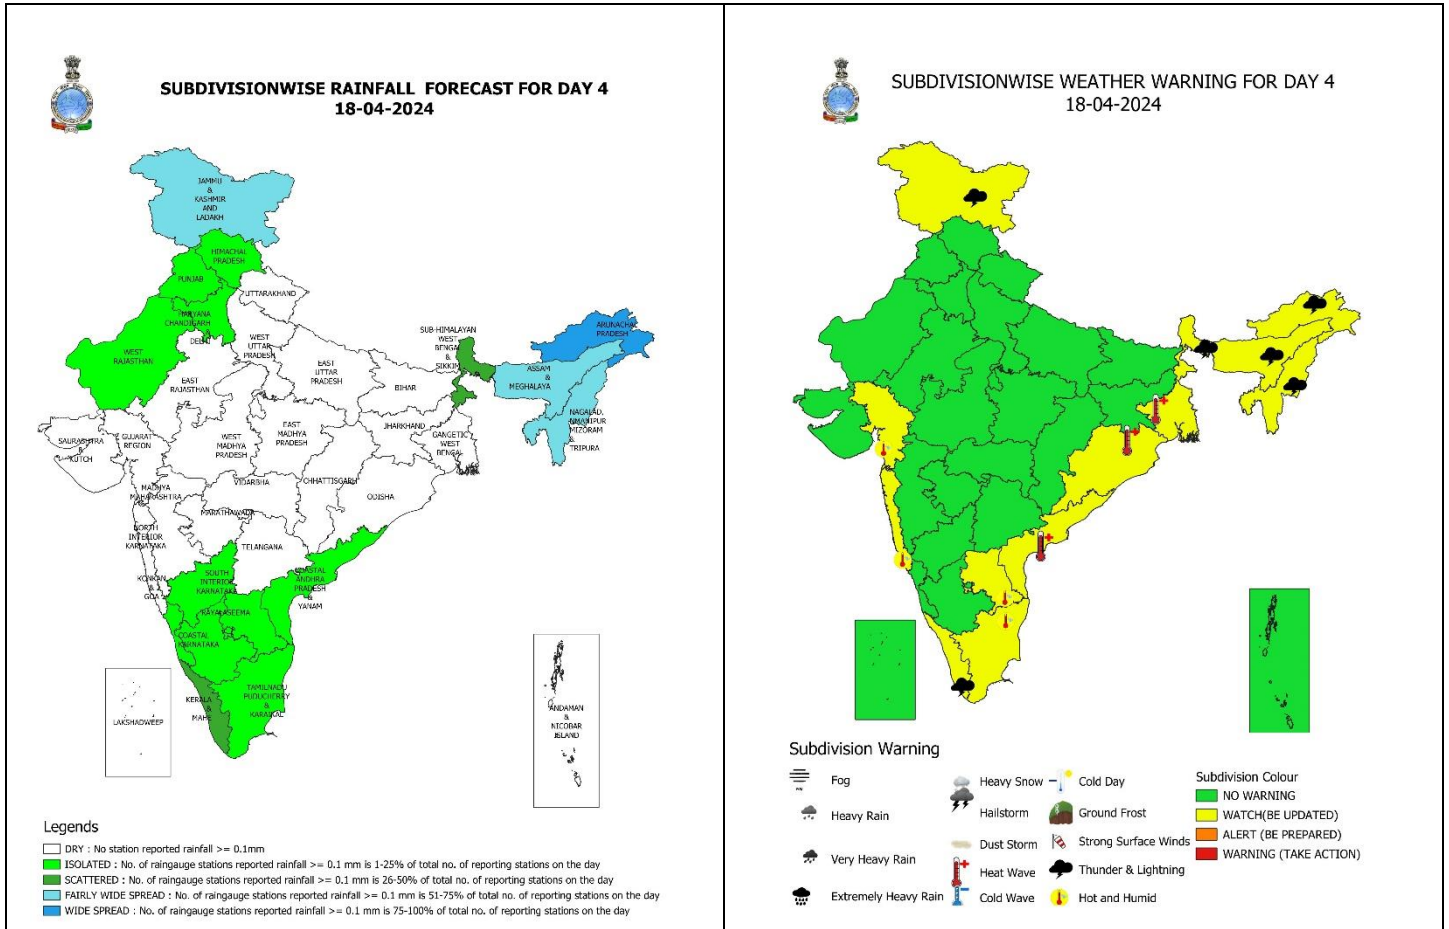 SUBDIVISIONWISE RAINFALL FORECAST FOR DAY 4
18-04-2024
JAMMU
&
KASHMIR
AND
LADAKH
HIMACHAL
PRADESH
PUNJAB
UTTARAKHAND
HARYANA
CHANDIGARH
&
DELHI
WEST
RAJASTHAN
WEST
UTTAR
PRADESH
EAST
UTTAR
PRADESH
EAST
RAJASTHAN
SUB-HIMALAYAN
WEST
BENGAL
&
SIKKIM
ARUNACHAL
PRADESH
ASSAM
&
MEGHALAYA
BIHAR
NAGALAD,
MANIPUR
MIZORAM
&
TRIPURA
JHARKHAND
GANGETIC
WEST
BENGAL
SAURASHTRA
&
KUTCH
GUJARAT
REGION
WEST
MADHYA
PRADESH
EAST
MADHYA
PRADESH
MADHYA
MAHARASHTRA
VIDARBHA
CHHATTISGARH
ODISHA
MARATHAWADA
NORTH
INTERIOR
KARNATAKA
TELANGANA
KONKAN
&
GOA
SOUTH
INTERIOR
KARNATAKA
COASTAL
ANDHRA
PRADESH
&
YANAM
RAYALASEEMA
COASTAL
KARNATAKA
TAMILNADU
PUDUCHERRY
&
KARAIKAL
KERALA
&
MAHE
LAKSHADWEEP
ANDAMAN
&
NICOBAR
ISLAND
Legends
DRY : No station reported rainfall >= 0.1mm
ISOLATED : No. of raingauge stations reported rainfall >= 0.1 mm is 1-25% of total no. of reporting stations on the day
SCATTERED : No. of raingauge stations reported rainfall >= 0.1 mm is 26-50% of total no. of reporting stations on the day
FAIRLY WIDE SPREAD : No. of raingauge stations reported rainfall >= 0.1 mm is 51-75% of total no. of reporting stations on the day
WIDE SPREAD : No. of raingauge stations reported rainfall >= 0.1 mm is 75-100% of total no. of reporting stations on the day
SUBDIVISIONWISE WEATHER WARNING FOR DAY 4
18-04-2024
Subdivision Warning
Fog
Heavy Rain
Very Heavy Rain
Extremely Heavy Rain
Heavy Snow
Hailstorm
Dust Storm
Heat Wave
Cold Wave
Cold Day
Ground Frost
Strong Surface Winds
Thunder & Lightning
Hot and Humid
Subdivision Colour
NO WARNING
WATCH(BE UPDATED)
ALERT (BE PREPARED)
WARNING (TAKE ACTION)